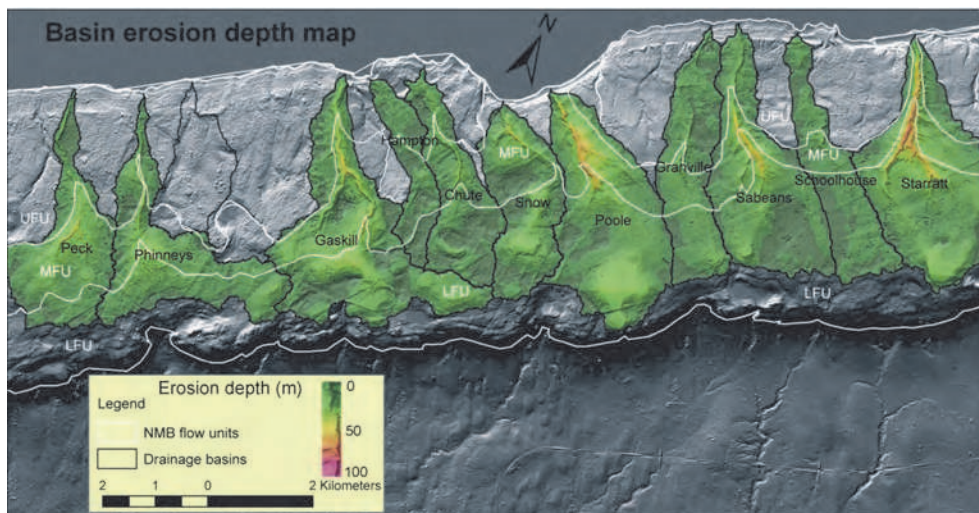 Basin erosion depth map
N
UFU
Hampton
MFU
Granville
UFU
MFU
Chute
Snow
Sabeans
Schoolhouse
Starratt
UFU
Peck
Phinneys
Gaskill
Poole
MFU
LFU
LFU
LFU
Erosion depth (m)
Legend
NMB flow units
Drainage basins
0
50
100
2 1 0 2 Kilometers